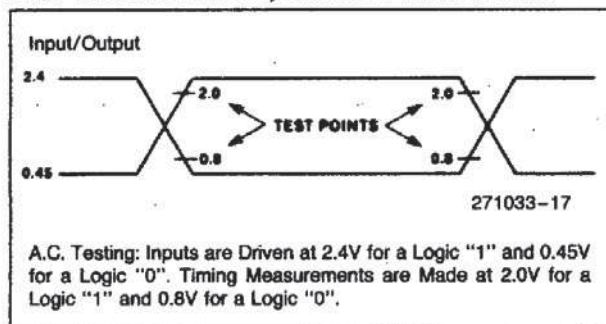 Input/Output
2.4
2.0
2.0
TEST POINTS
0.8
0.8
0.45
271033-17
A.C. Testing: Inputs are Driven at 2.4V for a Logic "1" and 0.45V
for a Logic "0". Timing Measurements are Made at 2.0V for a
Logic "1" and 0.8V for a Logic "0".